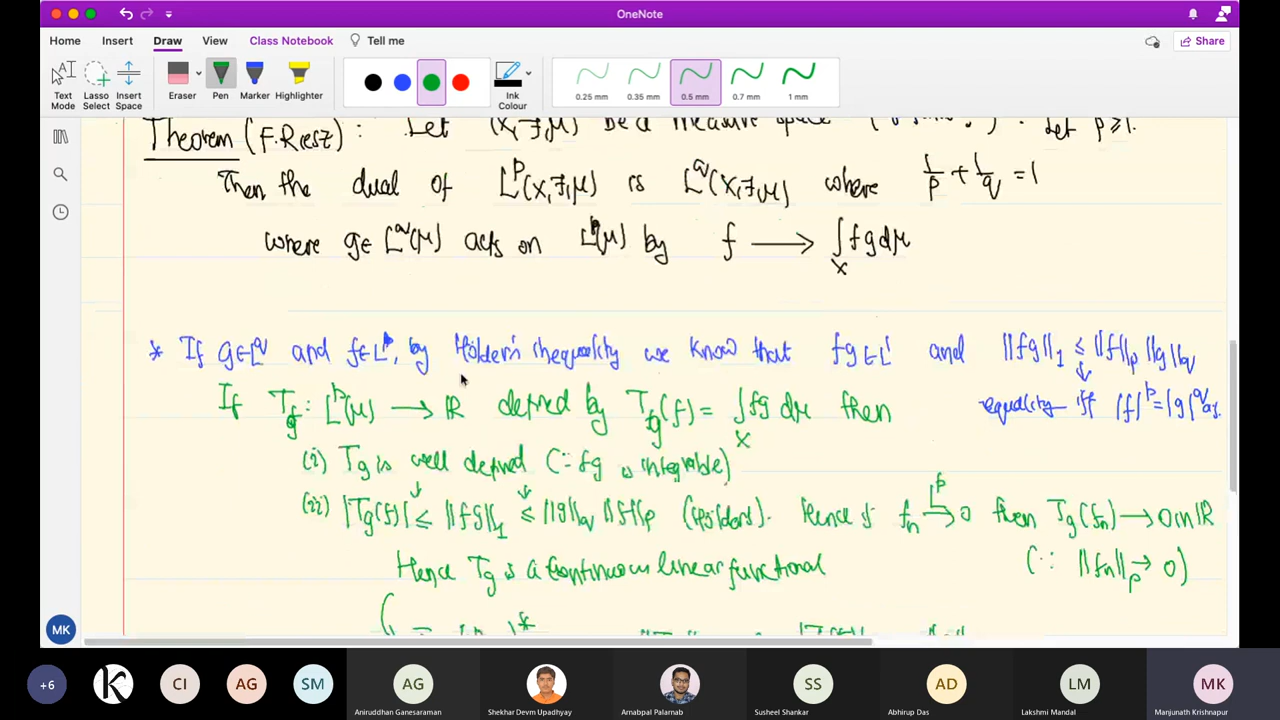 OneNote
Home Insert Draw View Class Notebook Tell me Share
Text Mode Lasso Select Insert Space Eraser Pen Marker Highlighter Ink Colour 0.25 mm 0.35 mm 0.5 mm 0.7 mm 1 mm
Theorem (F. Riesz) : Let (X, F, μ) be a measure space . Let p ≥ 1.
Then the dual of L^p(X, F, μ) is L^q(X, F, μ) where 1/p + 1/q = 1
where g ∈ L^q(μ) acts on L^p(μ) by f → ∫_X fg dμ
* If g ∈ L^q and f ∈ L^p, by Hölder's inequality we know that fg ∈ L^1 and ||fg||_1 ≤ ||f||_p ||g||_q
equality iff |f|^p = |g|^q a.s.
If T_g : L^p(μ) → ℝ defined by T_g(f) = ∫_X fg dμ then
(i) T_g is well defined (∵ fg is integrable)
(ii) |T_g(f)| ≤ ||fg||_1 ≤ ||g||_q ||f||_p (Hölders). Hence if f_n →^{L^p} 0 then T_g(f_n) → 0 in ℝ
Hence T_g is a continuous linear functional (∵ ||f_n||_p → 0)
MK
+6 K CI AG SM AG SS AD LM MK
Aniruddhan Ganesaraman Shekhar Devm Upadhyay Arnabpal Palarnab Susheel Shankar Abhirup Das Lakshmi Mandal Manjunath Krishnapur